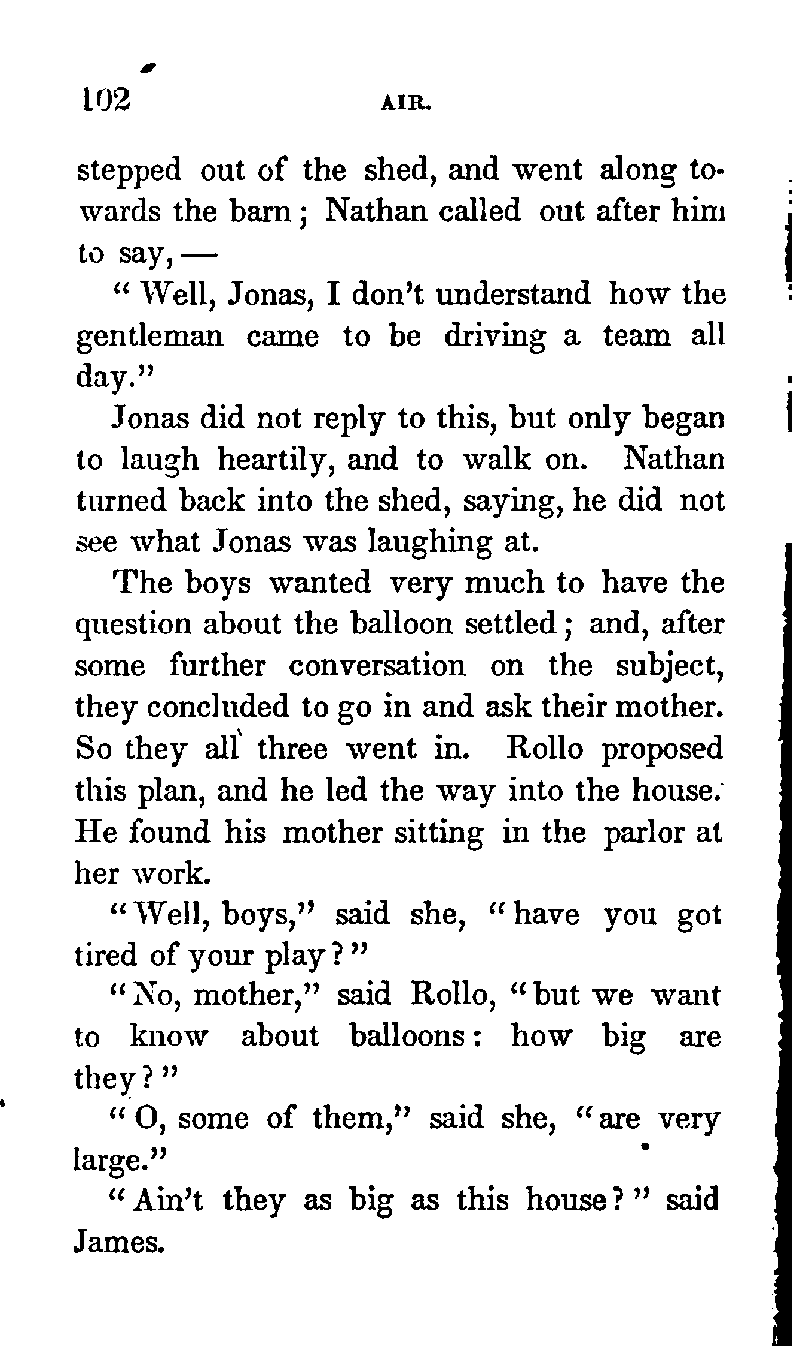 102 AIR.
stepped out of the shed, and went along to-
wards the barn; Nathan called out after him
to say, —
" Well, Jonas, I don't understand how the
gentleman came to be driving a team all
day."
Jonas did not reply to this, but only began
to laugh heartily, and to walk on. Nathan
turned back into the shed, saying, he did not
see what Jonas was laughing at.
The boys wanted very much to have the
question about the balloon settled; and, after
some further conversation on the subject,
they concluded to go in and ask their mother.
So they all three went in. Rollo proposed
this plan, and he led the way into the house.
He found his mother sitting in the parlor at
her work.
"Well, boys," said she, "have you got
tired of your play?"
"No, mother," said Rollo, "but we want
to know about balloons: how big are
they?"
"O, some of them," said she, "are very
large."
"Ain't they as big as this house?" said
James.